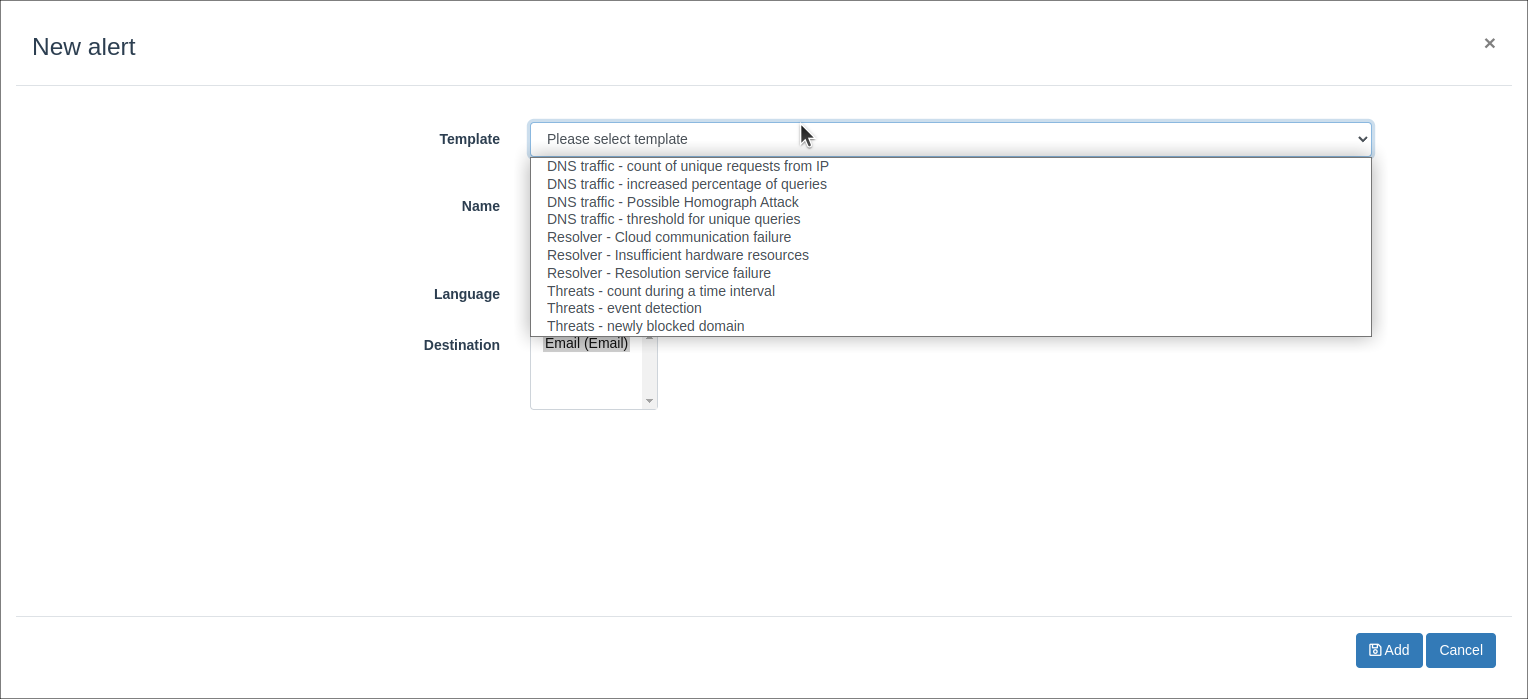 New alert
×
Template
Please select template
DNS traffic - count of unique requests from IP
DNS traffic - increased percentage of queries
DNS traffic - Possible Homograph Attack
DNS traffic - threshold for unique queries
Resolver - Cloud communication failure
Resolver - Insufficient hardware resources
Resolver - Resolution service failure
Threats - count during a time interval
Threats - event detection
Threats - newly blocked domain
Name
Language
Destination
Email (Email)
Add
Cancel